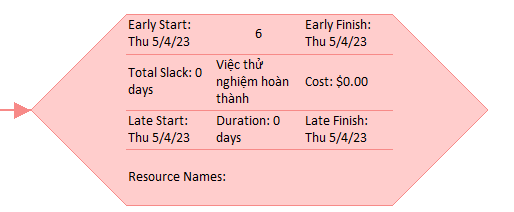 Early Start:
Thu 5/4/23
6
Early Finish:
Thu 5/4/23
Total Slack: 0
days
Việc thử
nghiệm hoàn
thành
Cost: $0.00
Late Start:
Thu 5/4/23
Duration: 0
days
Late Finish:
Thu 5/4/23
Resource Names: